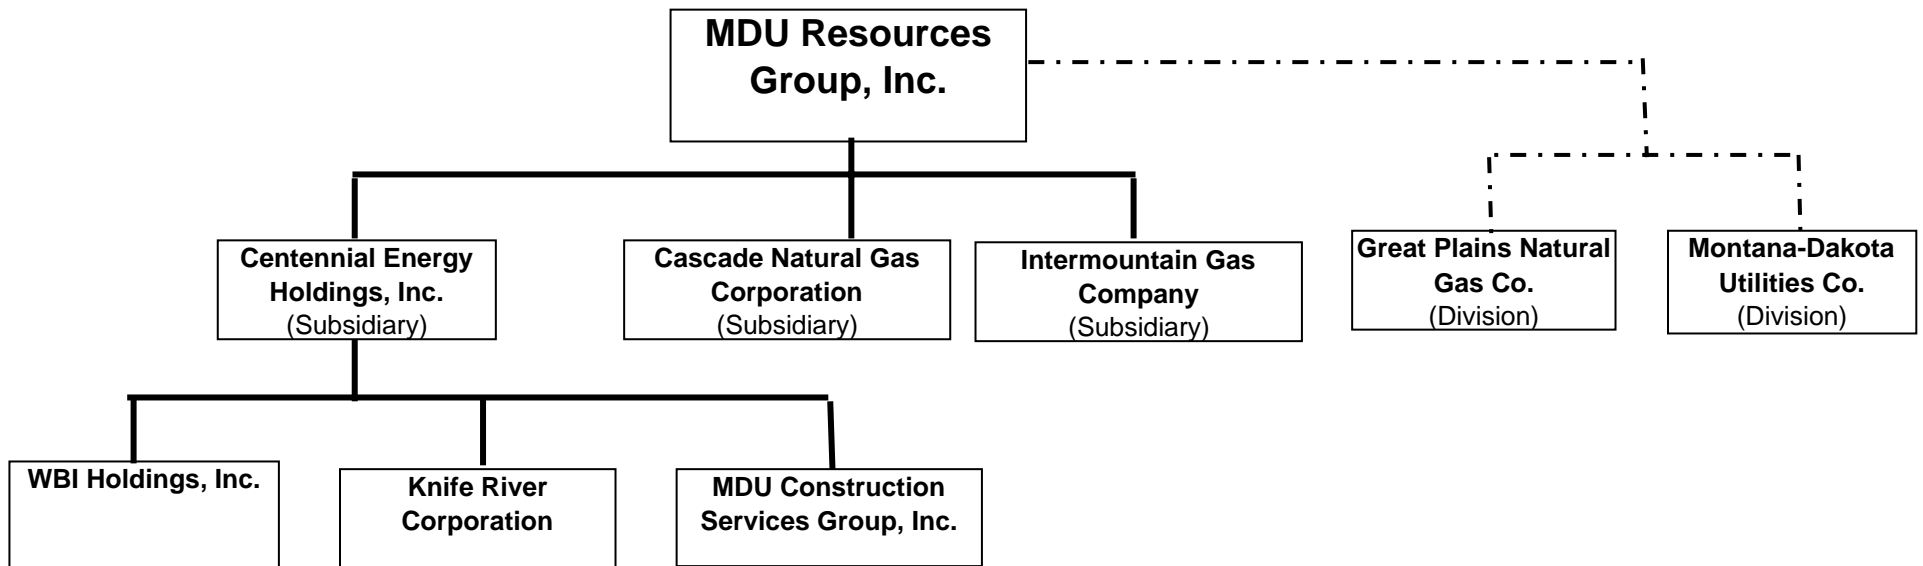 MDU Resources
Group, Inc.
Centennial Energy
Holdings, Inc.
(Subsidiary)
Cascade Natural Gas
Corporation
(Subsidiary)
Intermountain Gas
Company
(Subsidiary)
Great Plains Natural
Gas Co.
(Division)
Montana-Dakota
Utilities Co.
(Division)
WBI Holdings, Inc.
Knife River
Corporation
MDU Construction
Services Group, Inc.